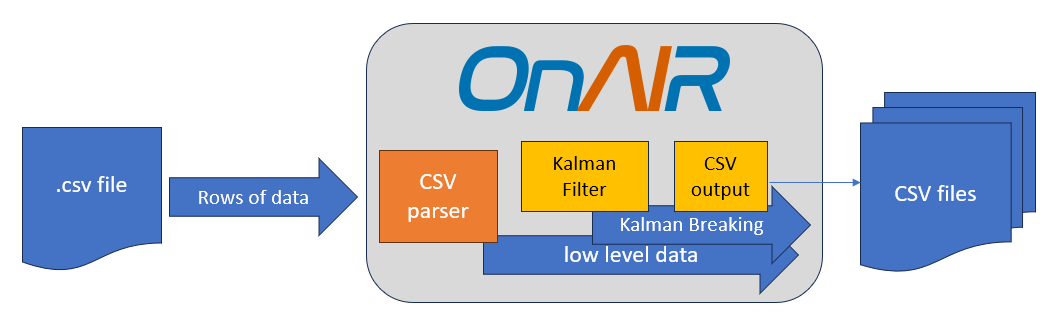 OnAIR
.csv file
Rows of data
CSV
parser
Kalman
Filter
CSV
output
Kalman Breaking
low level data
CSV files